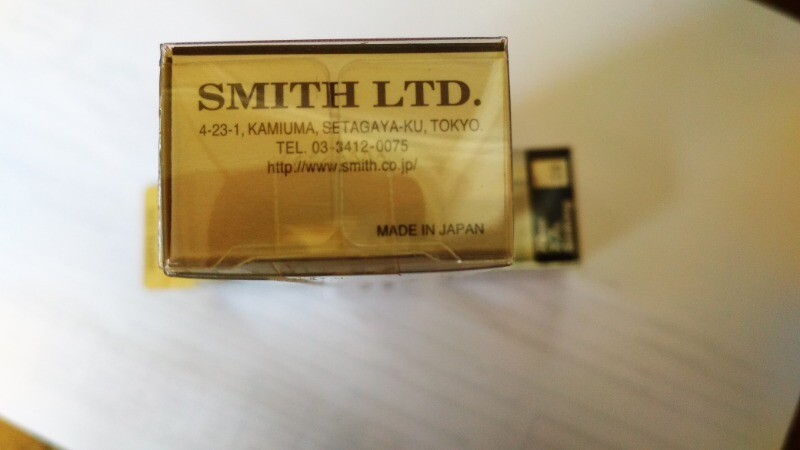 SMITH LTD.
4-23-1, KAMIUMA, SETAGAYA-KU, TOKYO.
TEL. 03-3412-0075
http://www.smith.co.jp/
MADE IN JAPAN